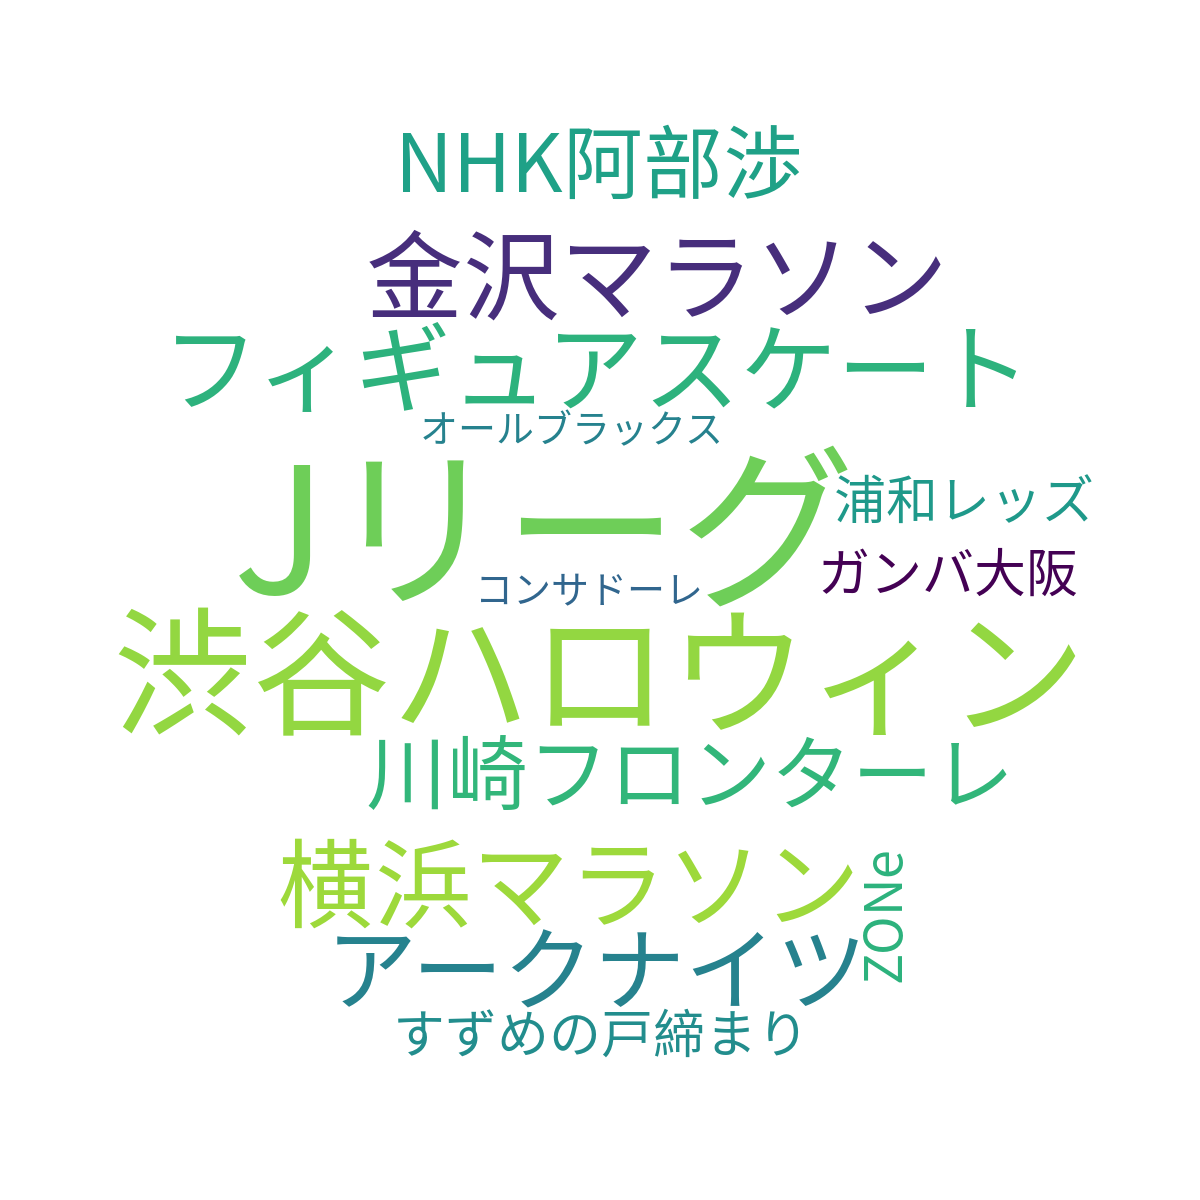 NHK阿部渉
金沢マラソン
フィギュアスケート
オールブラックス
Jリーグ
浦和レッズ
ガンバ大阪
コンサドーレ
渋谷ハロウィン
川崎フロンターレ
横浜マラソン
ZONe
アークナイツ
すずめの戸締まり